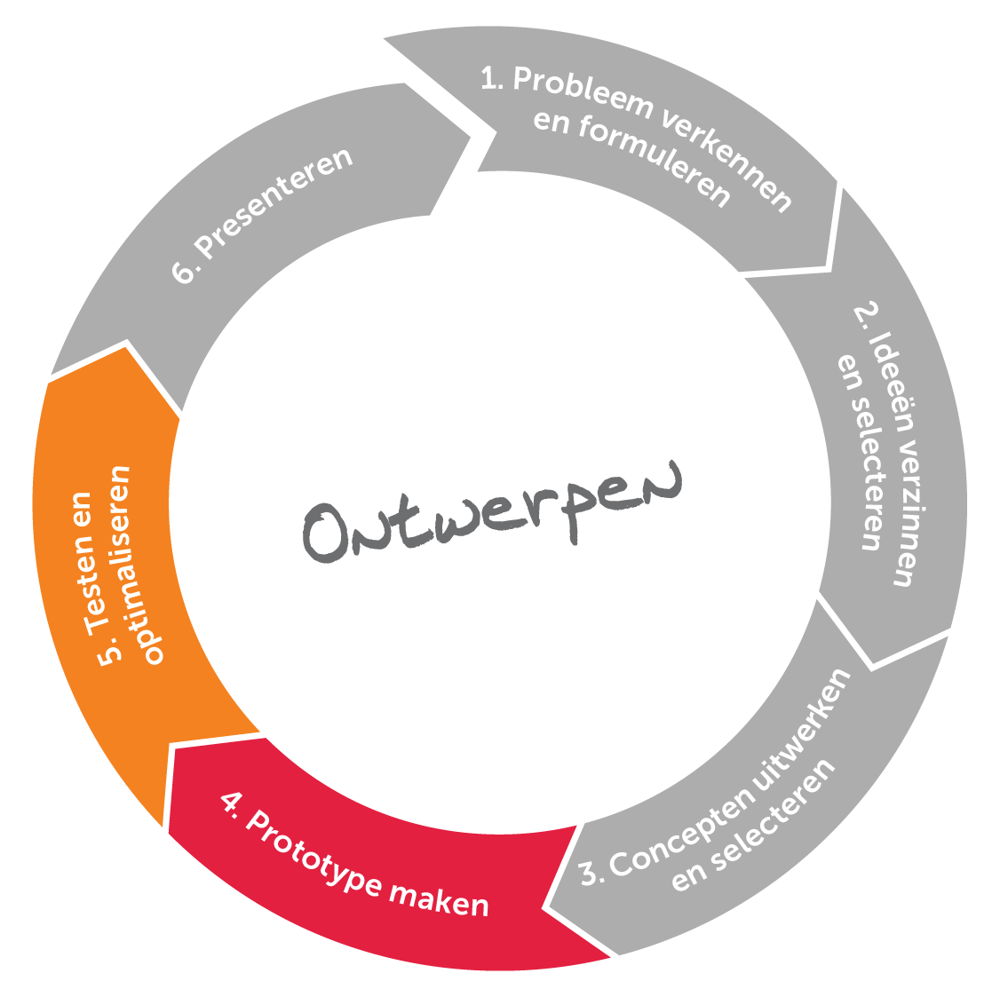 1. Probleem verkennen
en formuleren
2. Ideeën verzinnen
en selecteren
3. Concepten uitwerken
en selecteren
4. Prototype maken
5. Testen en
optimaliseren
6. Presenteren
Ontwerpen